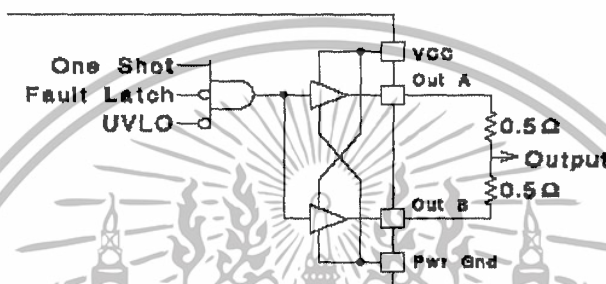 VCC
One Shot
Out A
Fault Latch
UVLO
0.5Ω
Output
0.5Ω
Out B
Pwr Gnd